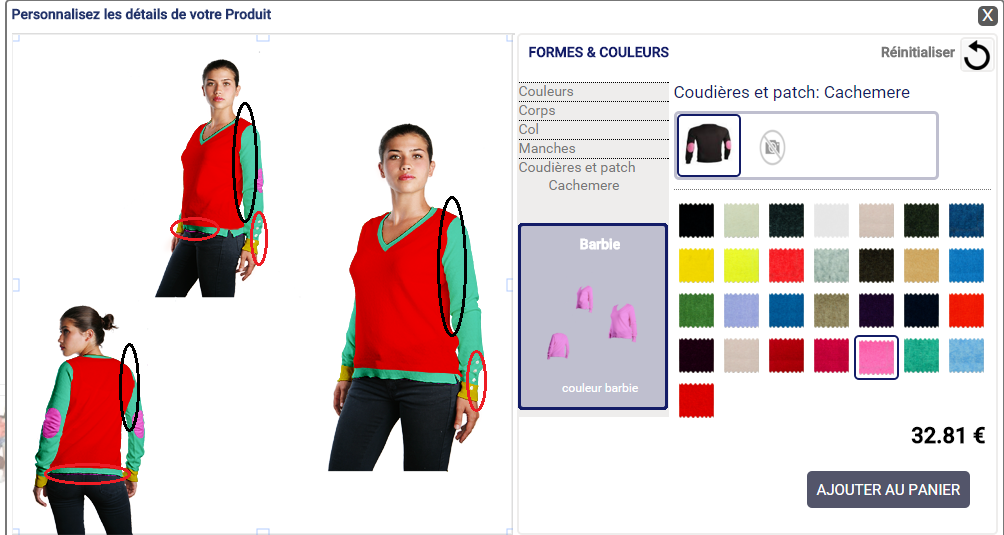 Personnalisez les détails de votre Produit
X
FORMES & COULEURS
Réinitialiser
Couleurs
Corps
Col
Manches
Coudières et patch
Cachemere
Coudières et patch: Cachemere
Barbie
couleur barbie
32.81 €
AJOUTER AU PANIER